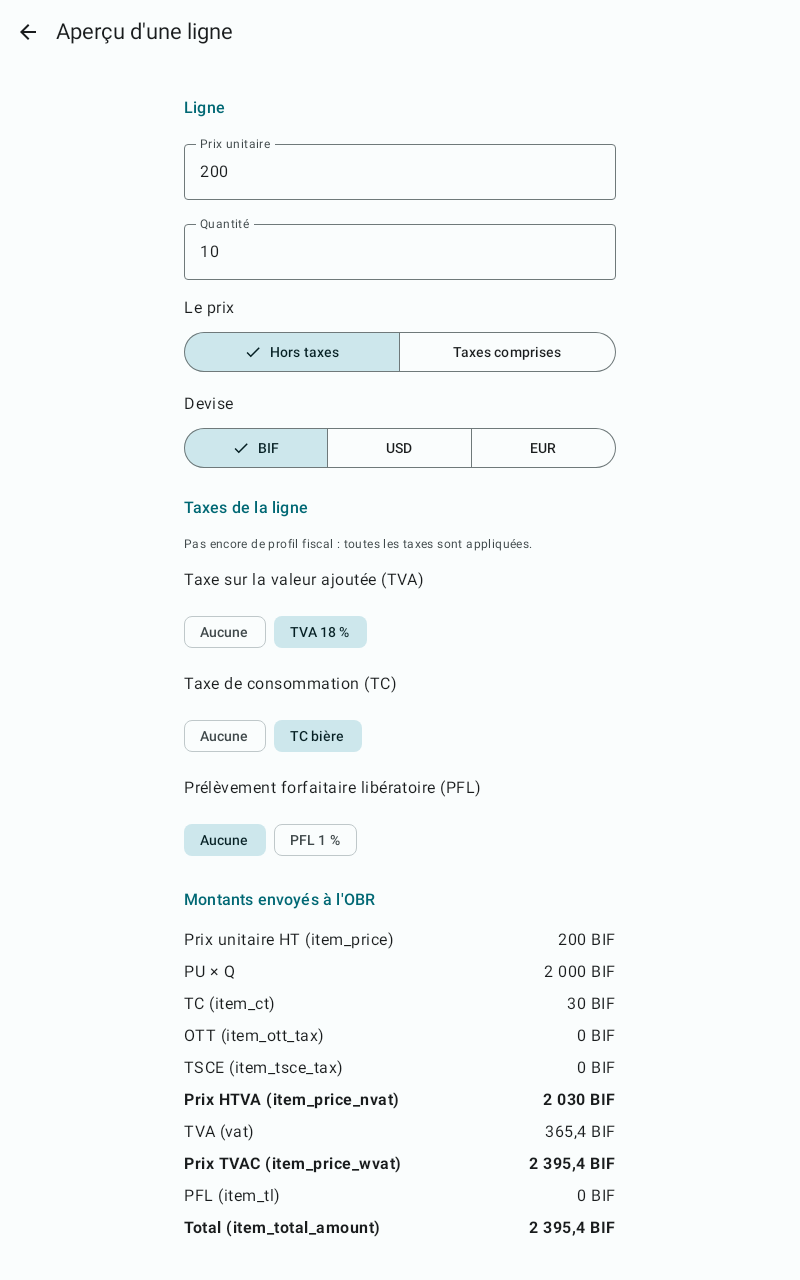 Aperçu d'une ligne
Ligne
Prix unitaire
200
Quantité
10
Le prix
Hors taxes
Taxes comprises
Devise
BIF
USD
EUR
Taxes de la ligne
Pas encore de profil fiscal : toutes les taxes sont appliquées.
Taxe sur la valeur ajoutée (TVA)
Aucune
TVA 18 %
Taxe de consommation (TC)
Aucune
TC bière
Prélèvement forfaitaire libératoire (PFL)
Aucune
PFL 1 %
Montants envoyés à l'OBR
Prix unitaire HT (item_price) 200 BIF
PU × Q 2 000 BIF
TC (item_ct) 30 BIF
OTT (item_ott_tax) 0 BIF
TSCE (item_tsce_tax) 0 BIF
Prix HTVA (item_price_nvat) 2 030 BIF
TVA (vat) 365,4 BIF
Prix TVAC (item_price_wvat) 2 395,4 BIF
PFL (item_tl) 0 BIF
Total (item_total_amount) 2 395,4 BIF